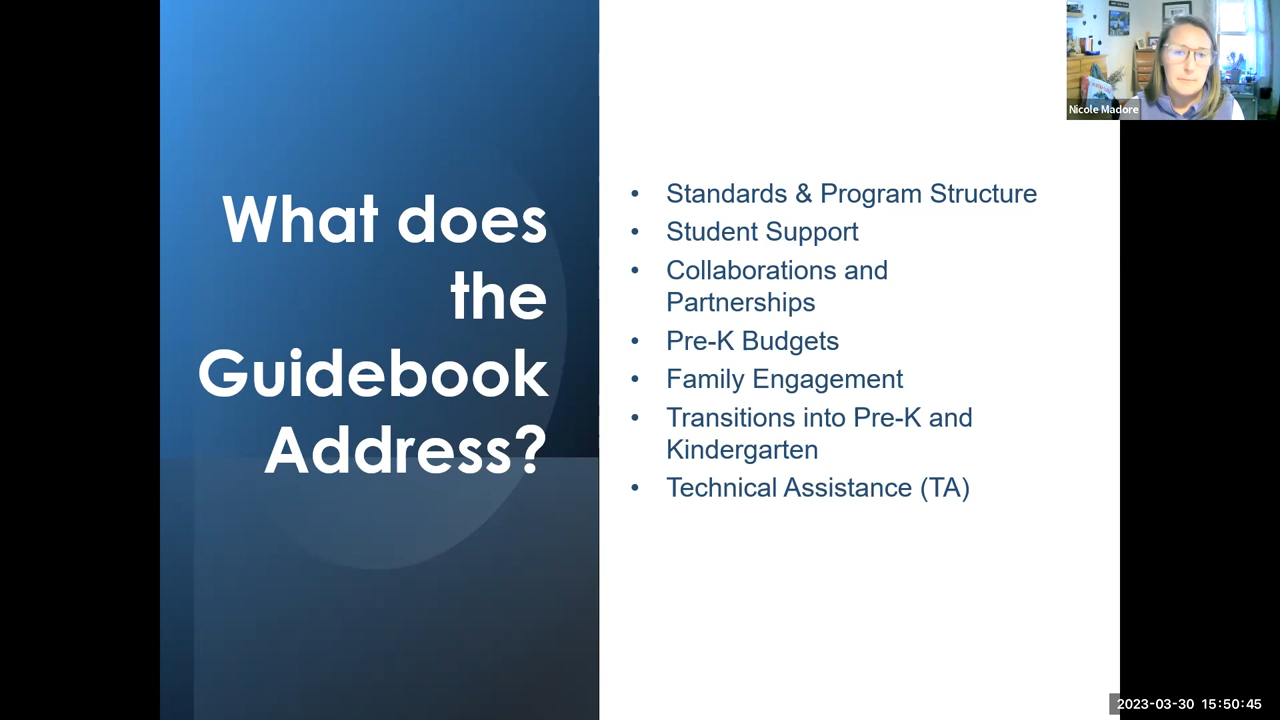 What does
the
Guidebook
Address?
• Standards & Program Structure
• Student Support
• Collaborations and
Partnerships
• Pre-K Budgets
• Family Engagement
• Transitions into Pre-K and
Kindergarten
• Technical Assistance (TA)
Nicole Madore
2023-03-30 15:50:45